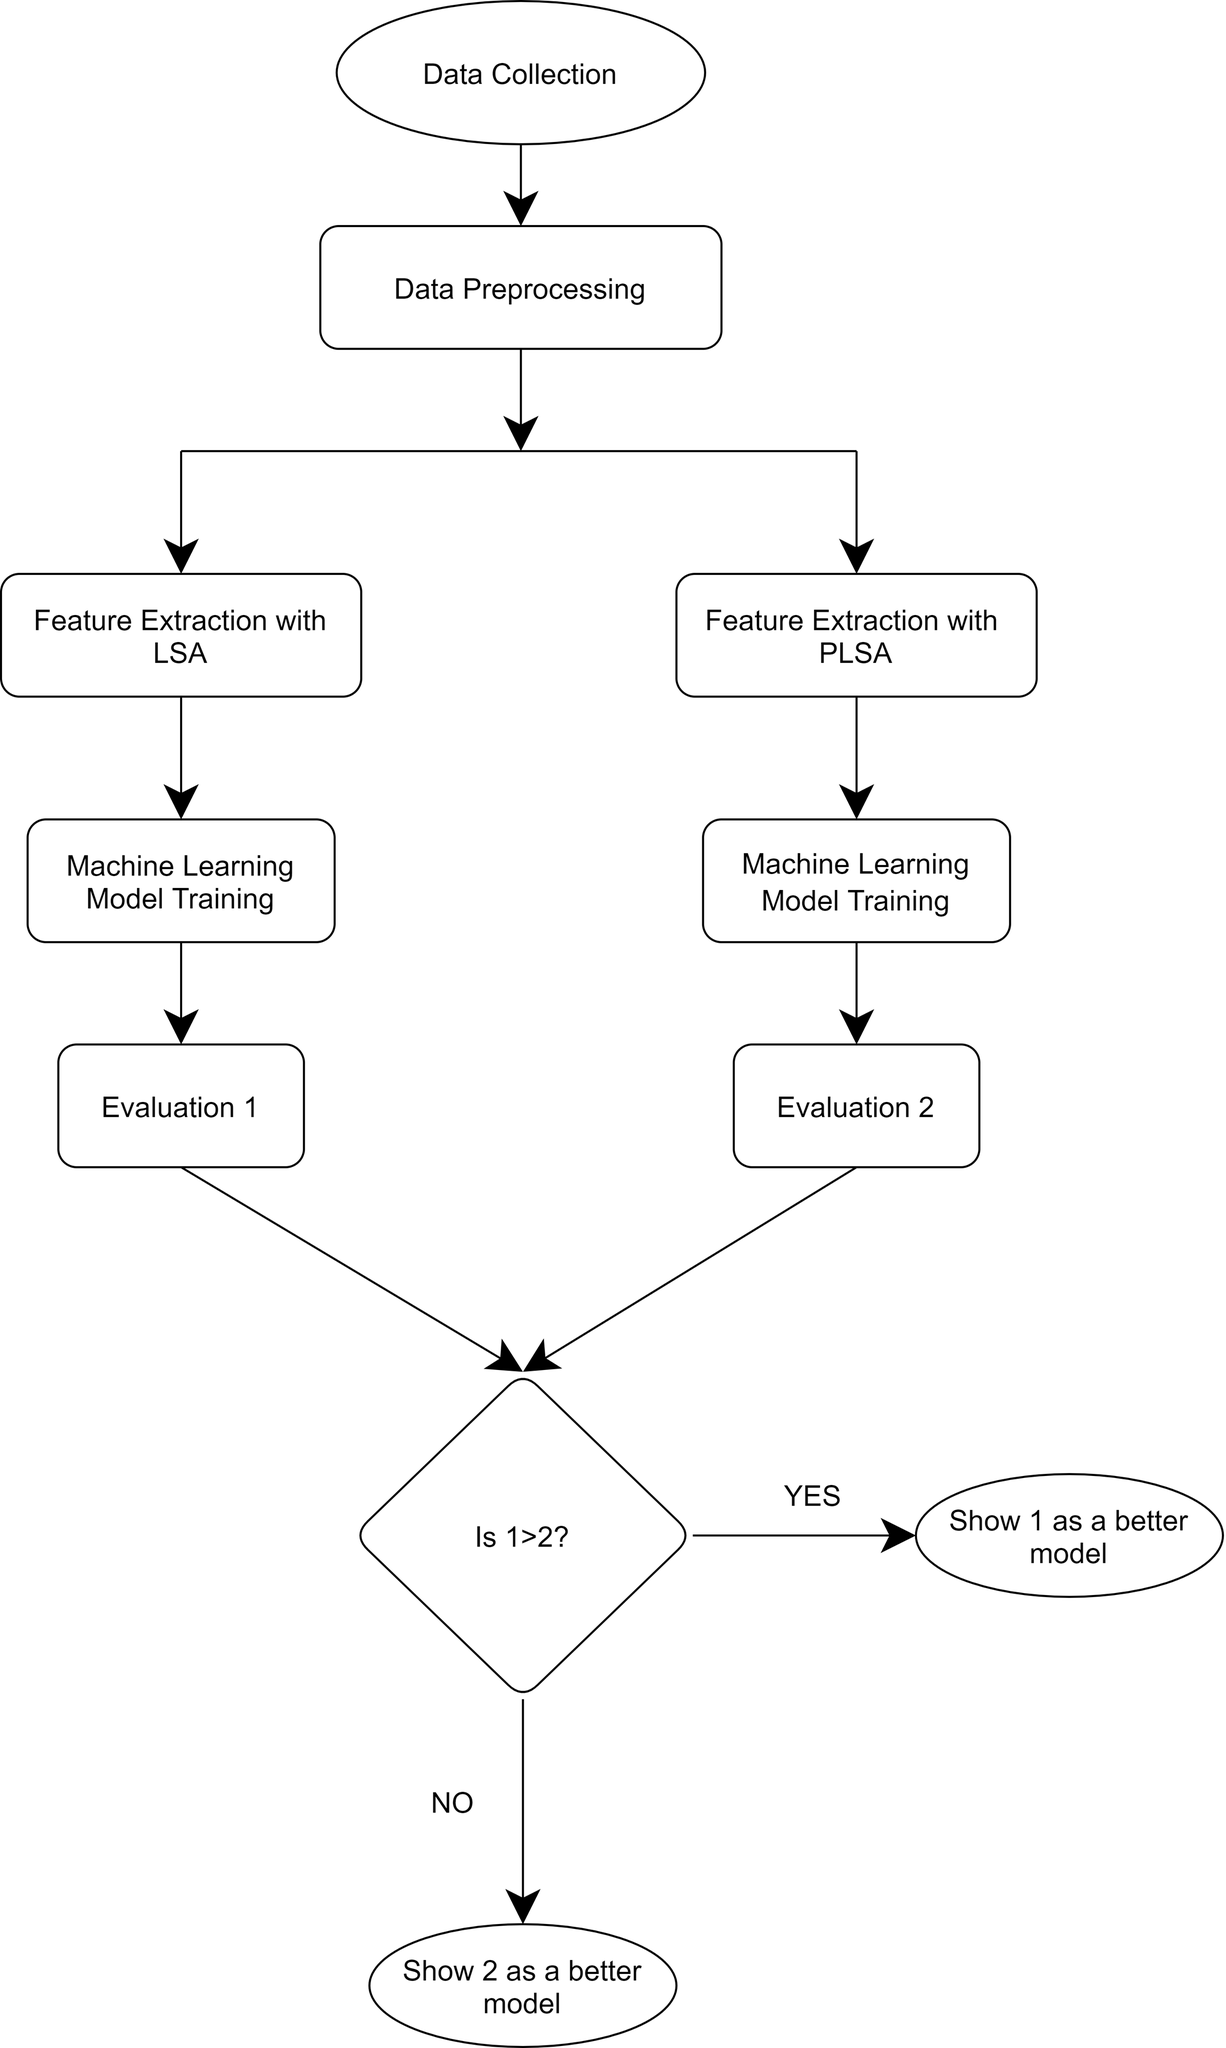 Data Collection
Data Preprocessing
Feature Extraction with
LSA
Feature Extraction with
PLSA
Machine Learning
Model Training
Machine Learning
Model Training
Evaluation 1
Evaluation 2
Is 1>2?
YES
Show 1 as a better
model
NO
Show 2 as a better
model